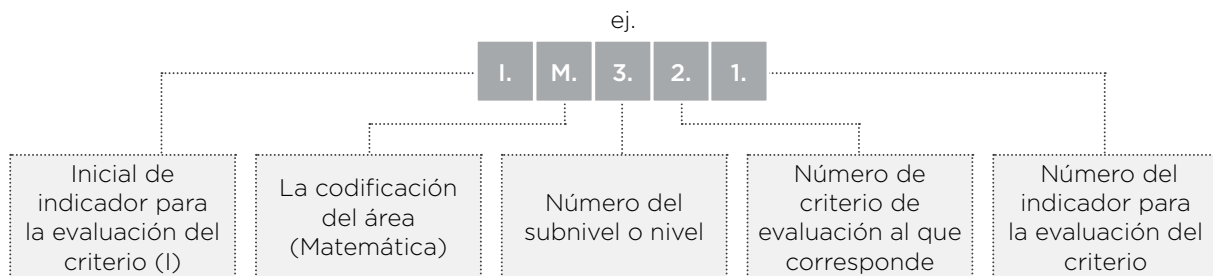 ej.
I. M. 3. 2. 1.
Inicial de
indicador para
la evaluación del
criterio (I)
La codificación
del área
(Matemática)
Número del
subnivel o nivel
Número de
criterio de
evaluación al que
corresponde
Número del
indicador para
la evaluación del
criterio